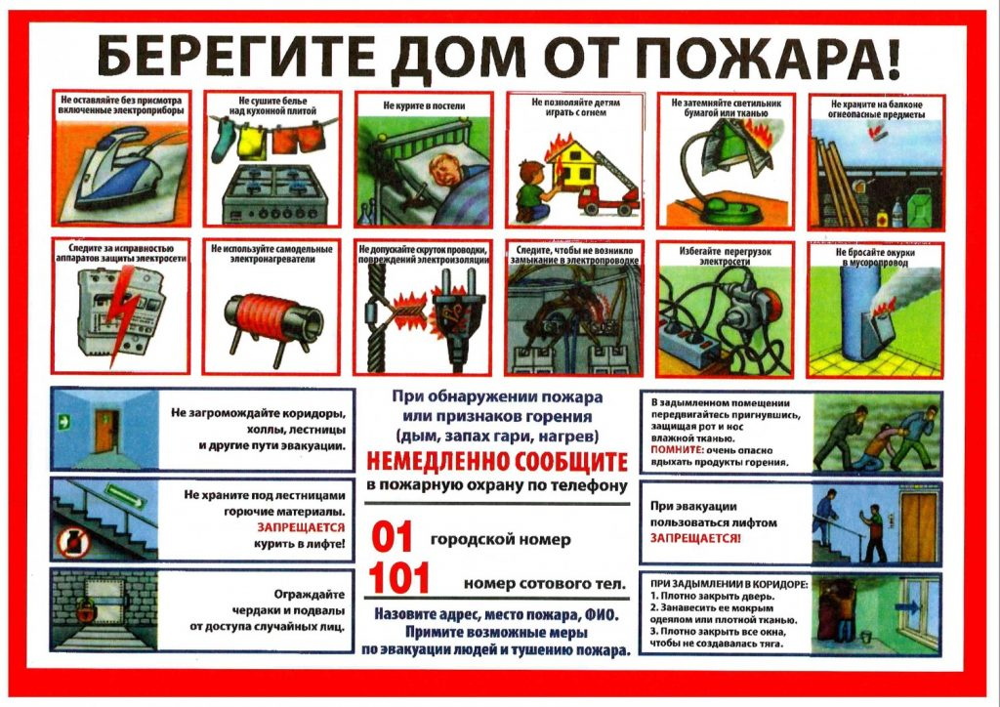 БЕРЕГИТЕ ДОМ ОТ ПОЖАРА!
Не оставляйте без присмотра
включенные электроприборы
Не сушите белье
над кухонной плитой
Не курите в постели
Не позволяйте детям
играть с огнем
Не затемняйте светильник
бумагой или тканью
Не храните на балконе
огнеопасные предметы
Следите за исправностью
аппаратов защиты электросети
Не используйте самодельные
электронагреватели
Не допускайте скруток проводки,
повреждений электроизоляции
Следите, чтобы не возникло
замыкание в электропроводке
Избегайте перегрузок
электросети
Не бросайте окурки
в мусоропровод
Не загромождайте коридоры,
холлы, лестницы
и другие пути эвакуации.
Не храните под лестницами
горючие материалы.
ЗАПРЕЩАЕТСЯ
курить в лифте!
Ограждайте
чердаки и подвалы
от доступа случайных лиц.
При обнаружении пожара
или признаков горения
(дым, запах гари, нагрев)
НЕМЕДЛЕННО СООБЩИТЕ
в пожарную охрану по телефону
01 городской номер
101 номер сотового тел.
Назовите адрес, место пожара, ФИО.
Примите возможные меры
по эвакуации людей и тушению пожара.
В задымленном помещении
передвигайтесь пригнувшись,
защищая рот и нос
влажной тканью.
ПОМНИТЕ: очень опасно
вдыхать продукты горения.
При эвакуации
пользоваться лифтом
ЗАПРЕЩАЕТСЯ!
ПРИ ЗАДЫМЛЕНИИ В КОРИДОРЕ:
1. Плотно закрыть дверь.
2. Занавесить ее мокрым
одеялом или плотной тканью.
3. Плотно закрыть все окна,
чтобы не создавалась тяга.